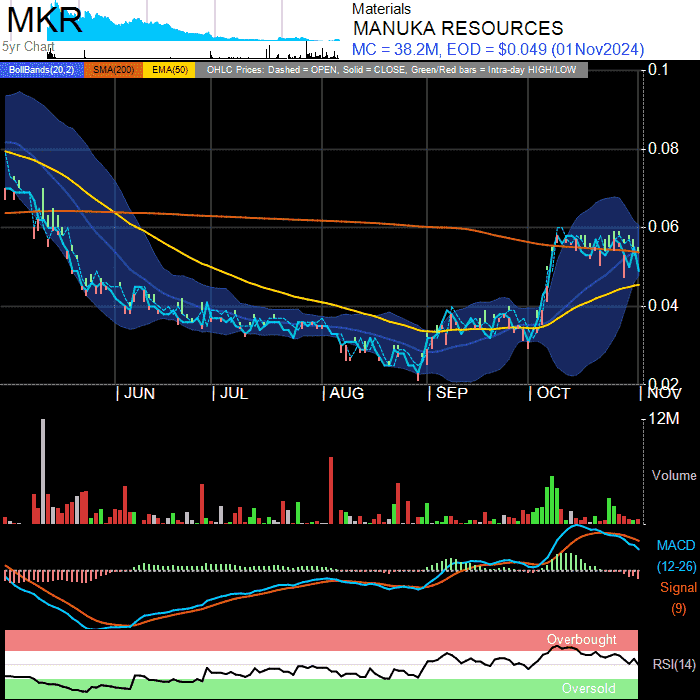 MKR
5yr Chart
Materials
MANUKA RESOURCES
MC = 38.2M, EOD = $0.049 (01Nov2024)
BollBands(20,2) SMA(200) EMA(50) OHLC Prices: Dashed = OPEN, Solid = CLOSE, Green/Red bars = Intra-day HIGH/LOW
0.1
0.08
0.06
0.04
0.02
| JUN | JUL | AUG | SEP | OCT | NOV
12M
Volume
MACD
(12-26)
Signal
(9)
Overbought
RSI(14)
Oversold